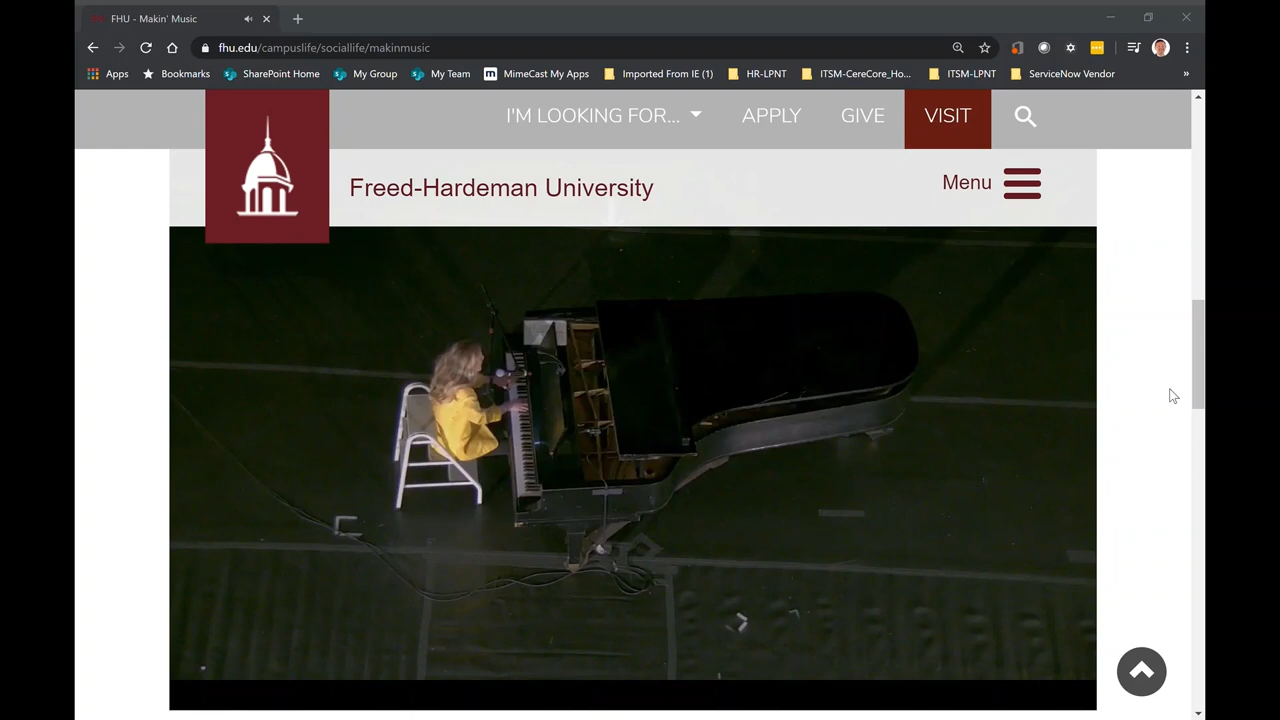 FHU - Makin' Music
fhu.edu/campuslife/sociallife/makinmusic
Apps Bookmarks SharePoint Home My Group My Team MimeCast My Apps Imported From IE (1) HR-LPNT ITSM-CereCore_Ho... ITSM-LPNT ServiceNow Vendor »
I'M LOOKING FOR... APPLY GIVE VISIT
Freed-Hardeman University Menu